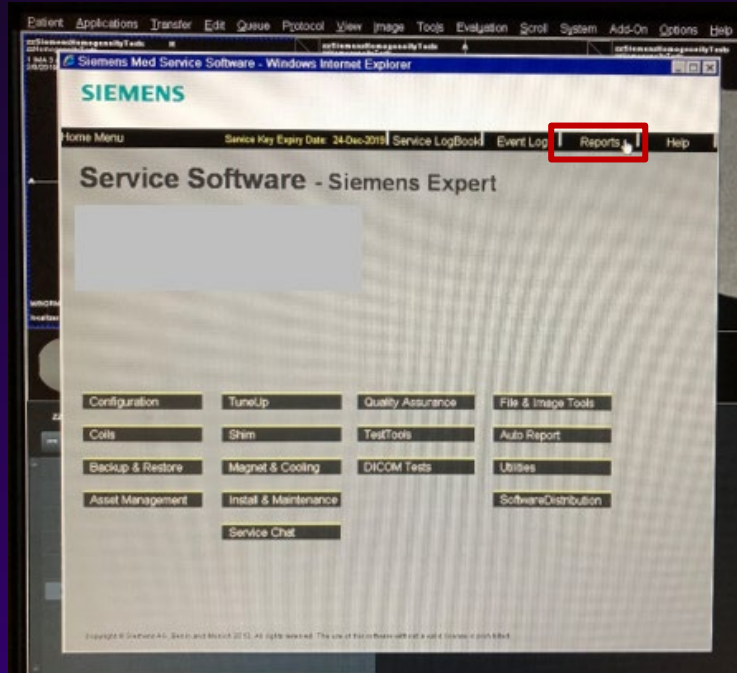 Patient Applications Transfer Edit Queue Protocol View Image Tools Evaluation Scroll System Add-On Options Help
Siemens Med Service Software - Windows Internet Explorer
SIEMENS
Home Menu Service Key Expiry Date: 24-Dec-2019 Service LogBook Event Log Reports Help
Service Software - Siemens Expert
Configuration TuneUp Quality Assurance File & Image Tools
Coils Shim TestTools Auto Report
Backup & Restore Magnet & Cooling DICOM Tests Utilities
Asset Management Install & Maintenance SoftwareDistribution
Service Chat